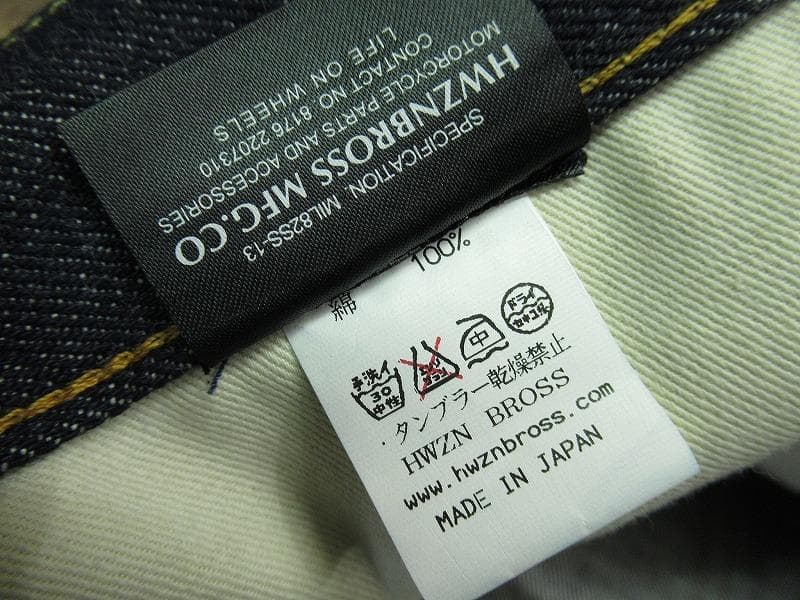 SPECIFICATION. MIL82SS-13
HWZNBROSS MFG.CO
MOTORCYCLE PARTS AND ACCESSORIES
CONTACT NO. 8176 2207310
LIFE ON WHEELS
綿 100%
手洗イ
30
中性
中
ドライ
セキユ系
・タンブラー乾燥禁止
HWZN BROSS
www.hwznbross.com
MADE IN JAPAN